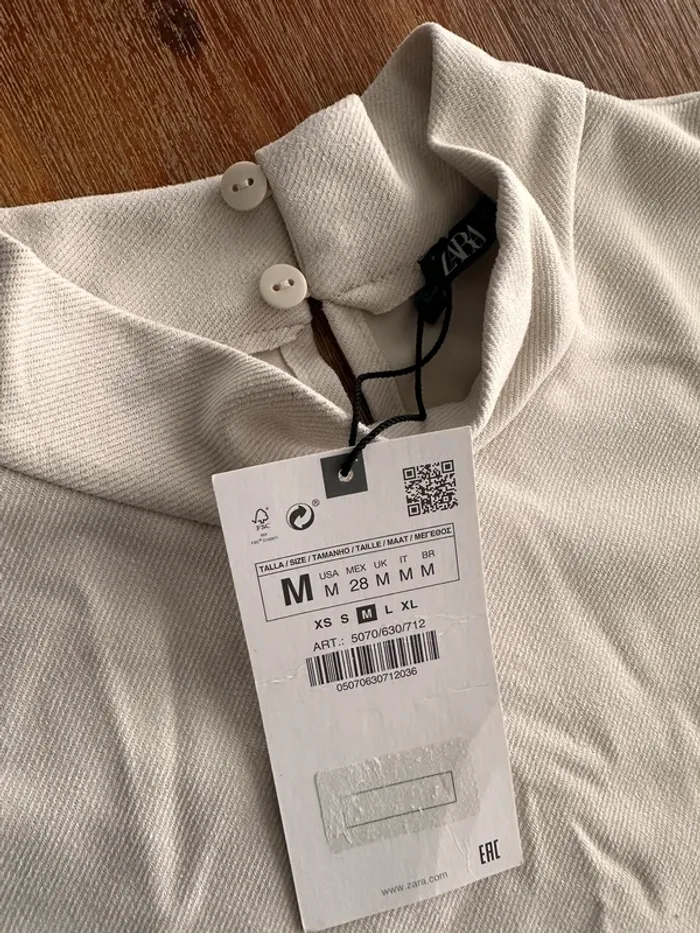 ZARA
FSC
®
TALLA / SIZE / TAMANHO / TAILLE / MAAT / ΜΕΓΕΘΟΣ
M
USA MEX UK IT BR
M 28 M M M
XS S M L XL
ART.: 5070/630/712
05070630712036
EAC
www.zara.com